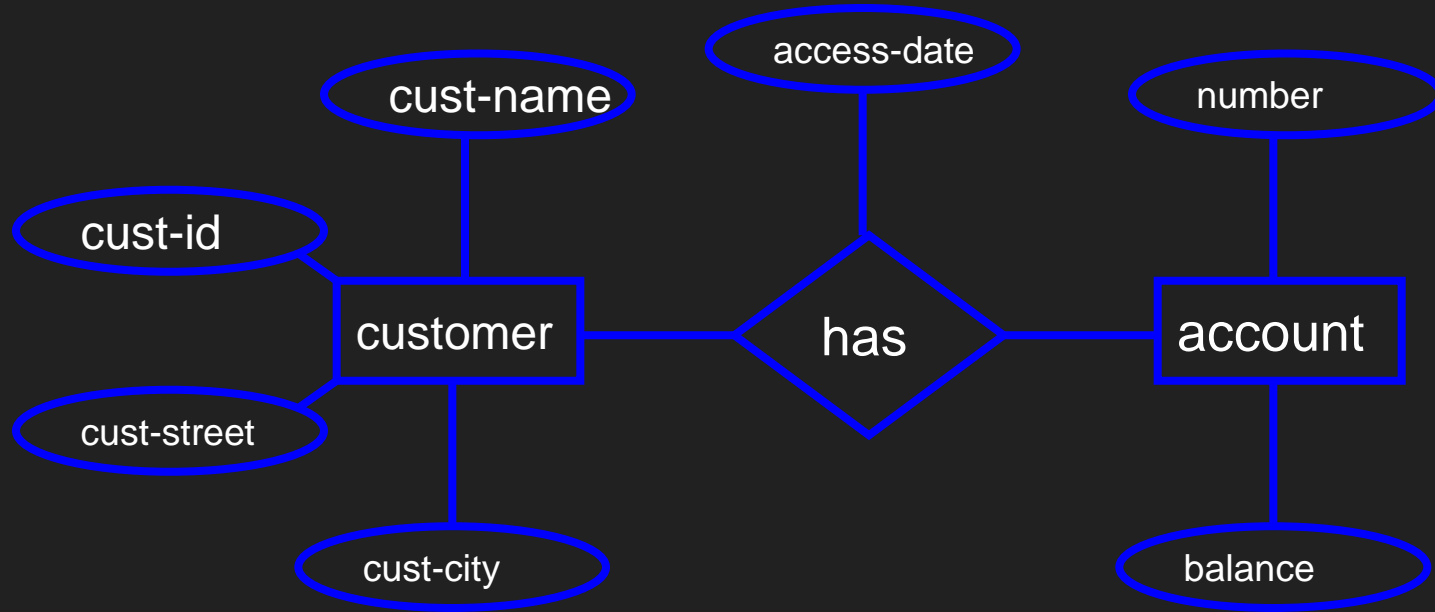 access-date
cust-name
number
cust-id
customer
has
account
cust-street
cust-city
balance